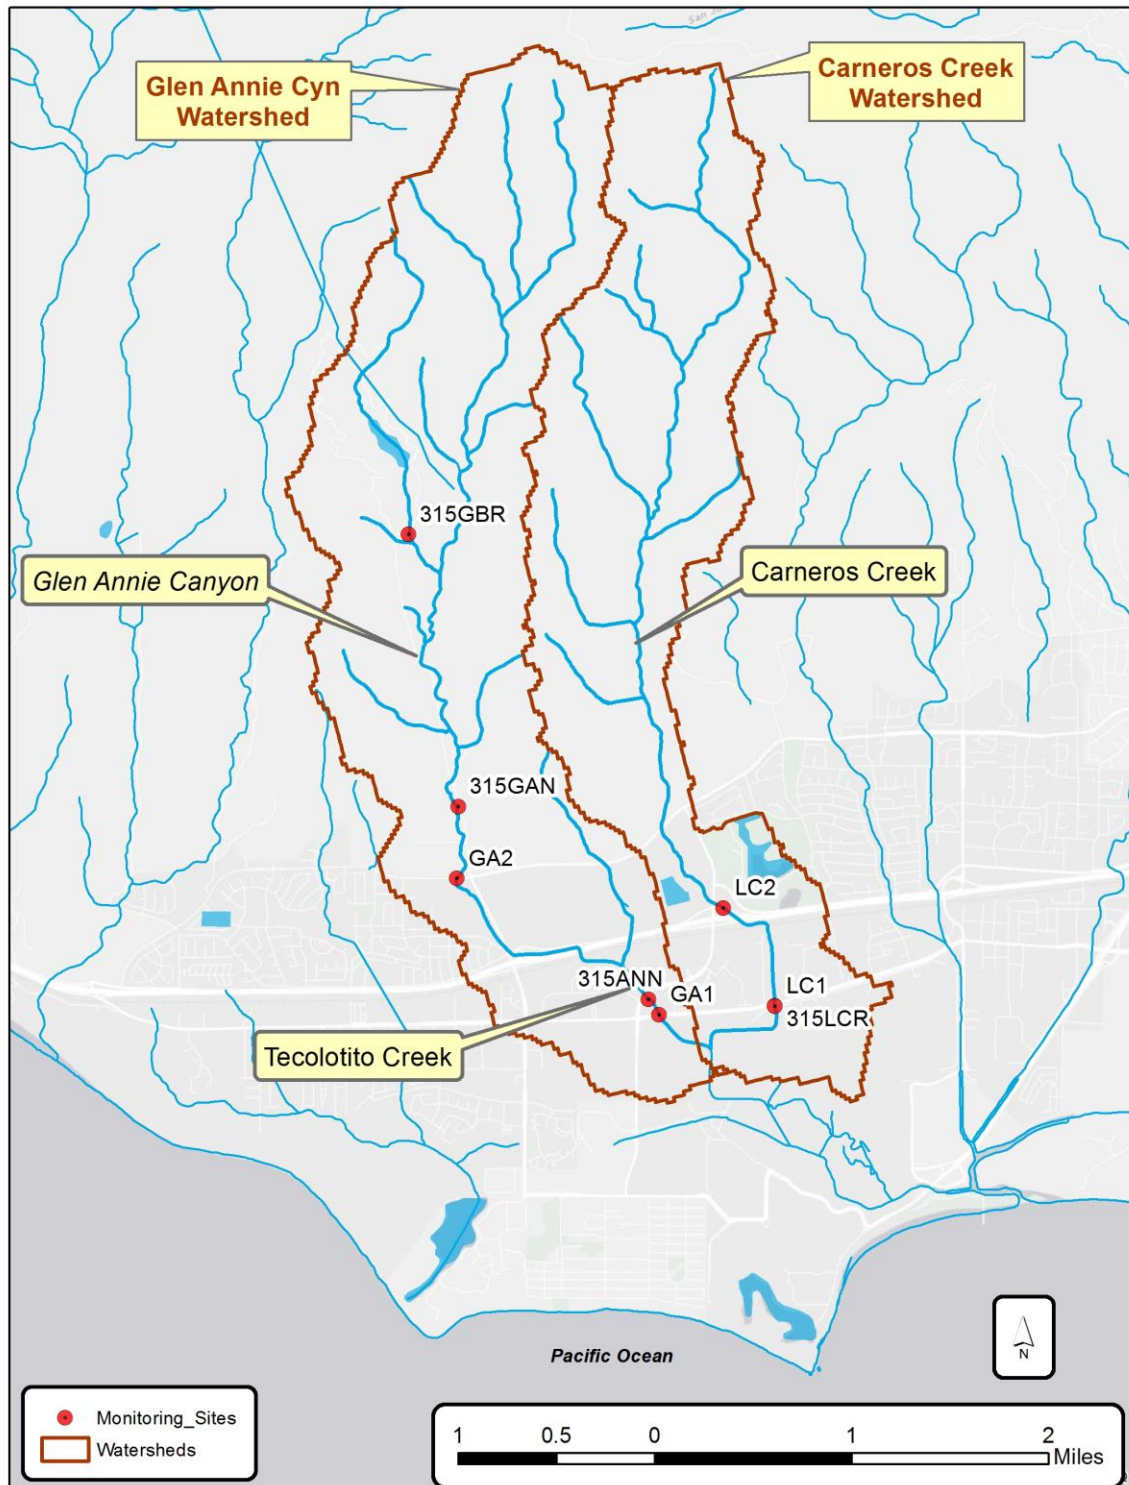 Glen Annie Cyn
Watershed
Carneros Creek
Watershed
315GBR
Glen Annie Canyon
Carneros Creek
315GAN
GA2
LC2
315ANN
GA1
LC1
315LCR
Tecolotito Creek
Pacific Ocean
N
Monitoring_Sites
Watersheds
1 0.5 0 1 2
Miles